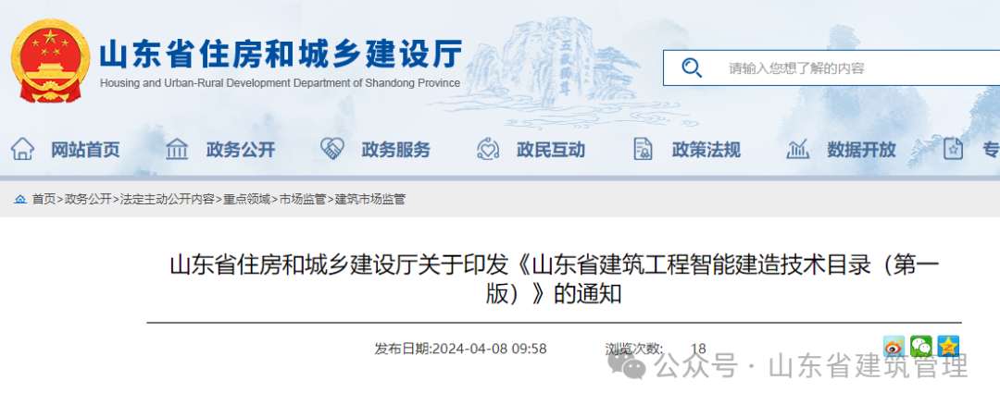 山东省住房和城乡建设厅
Housing and Urban-Rural Development Department of Shandong Province
五岳独尊
请输入您想了解的内容
网站首页 政务公开 政务服务 政民互动 政策法规 数据开放 专
首页>政务公开>法定主动公开内容>重点领域>市场监管>建筑市场监管
山东省住房和城乡建设厅关于印发《山东省建筑工程智能建造技术目录（第一
版）》的通知
发布日期:2024-04-08 09:58 浏览次数: 18
公众号·山东省建筑管理